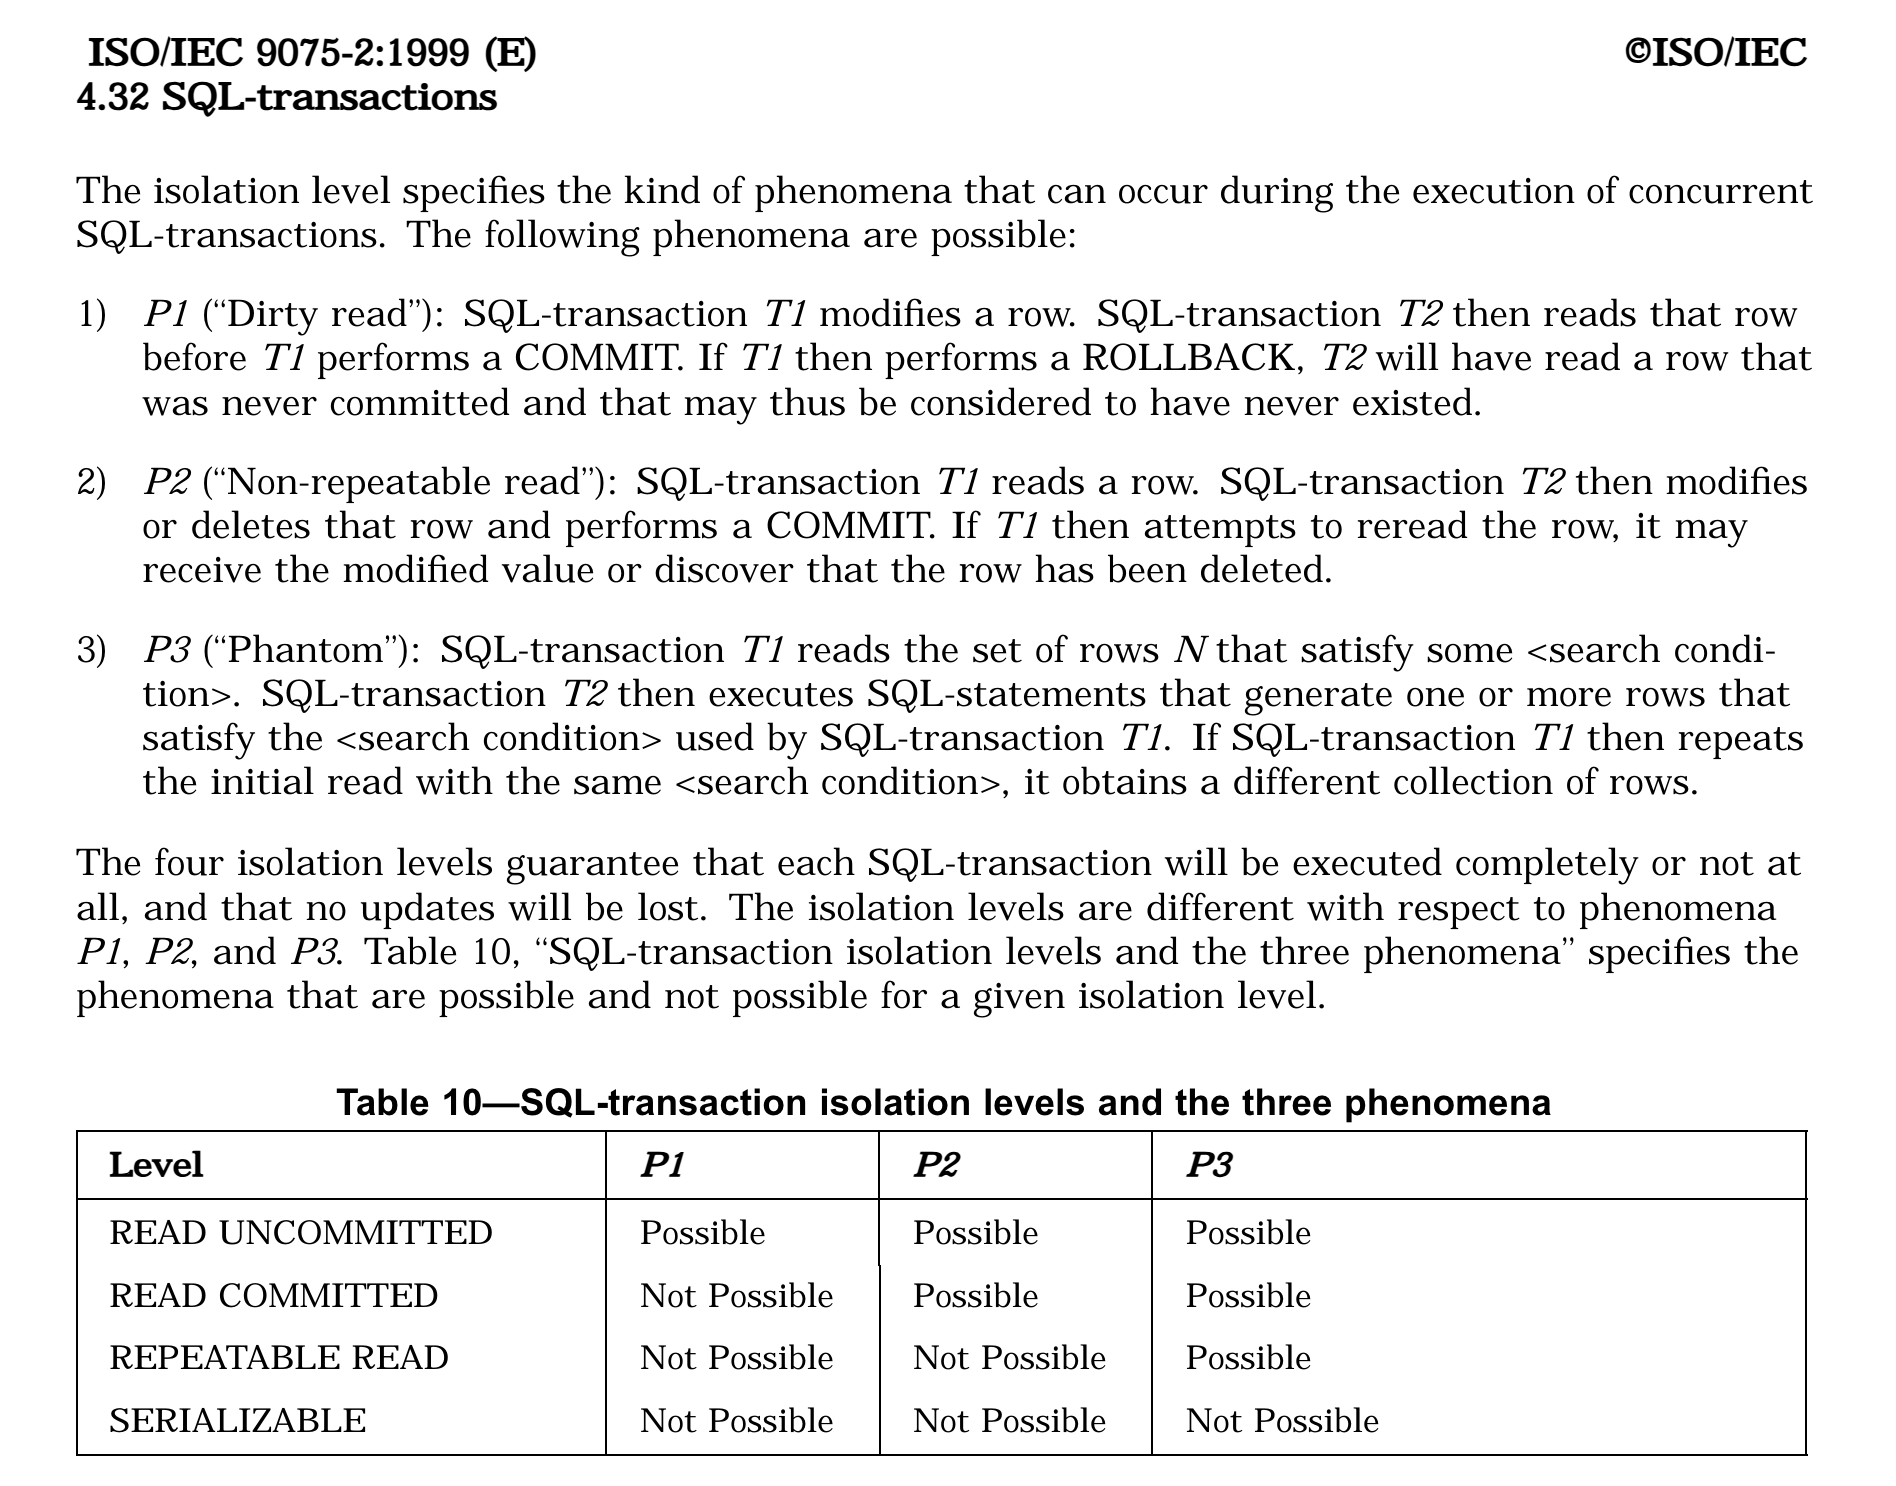 ISO/IEC 9075-2:1999 (E) ©ISO/IEC
4.32 SQL-transactions
The isolation level specifies the kind of phenomena that can occur during the execution of concurrent
SQL-transactions. The following phenomena are possible:
1) P1 (“Dirty read”): SQL-transaction T1 modifies a row. SQL-transaction T2 then reads that row
before T1 performs a COMMIT. If T1 then performs a ROLLBACK, T2 will have read a row that
was never committed and that may thus be considered to have never existed.
2) P2 (“Non-repeatable read”): SQL-transaction T1 reads a row. SQL-transaction T2 then modifies
or deletes that row and performs a COMMIT. If T1 then attempts to reread the row, it may
receive the modified value or discover that the row has been deleted.
3) P3 (“Phantom”): SQL-transaction T1 reads the set of rows N that satisfy some <search condi-
tion>. SQL-transaction T2 then executes SQL-statements that generate one or more rows that
satisfy the <search condition> used by SQL-transaction T1. If SQL-transaction T1 then repeats
the initial read with the same <search condition>, it obtains a different collection of rows.
The four isolation levels guarantee that each SQL-transaction will be executed completely or not at
all, and that no updates will be lost. The isolation levels are different with respect to phenomena
P1, P2, and P3. Table 10, “SQL-transaction isolation levels and the three phenomena” specifies the
phenomena that are possible and not possible for a given isolation level.
Table 10—SQL-transaction isolation levels and the three phenomena
Level P1 P2 P3
READ UNCOMMITTED Possible Possible Possible
READ COMMITTED Not Possible Possible Possible
REPEATABLE READ Not Possible Not Possible Possible
SERIALIZABLE Not Possible Not Possible Not Possible